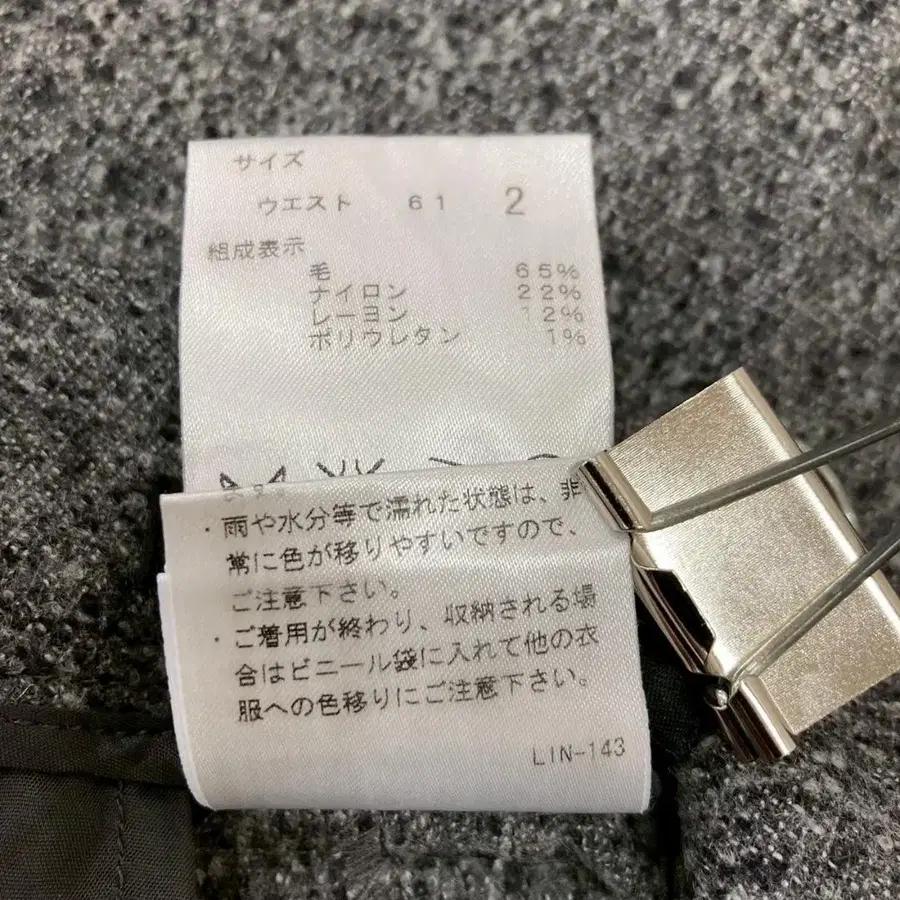 サイズ
ウエスト 61 2
組成表示
毛 65%
ナイロン 22%
レーヨン 12%
ポリウレタン 1%
・雨や水分等で濡れた状態は、非
常に色が移りやすいですので、
ご注意下さい。
・ご着用が終わり、収納される場
合はビニール袋に入れて他の衣
服への色移りにご注意下さい。
LIN-143